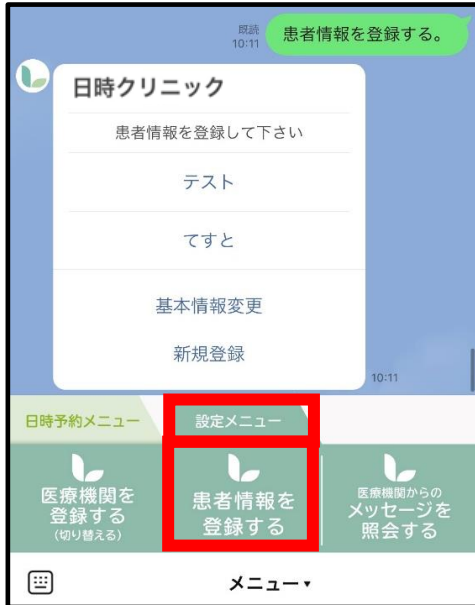 既読
10:11
患者情報を登録する。
日時クリニック
患者情報を登録して下さい
テスト
てすと
基本情報変更
新規登録
10:11
日時予約メニュー
設定メニュー
医療機関を
登録する
(切り替える)
患者情報を
登録する
医療機関からの
メッセージを
照会する
メニュー▼